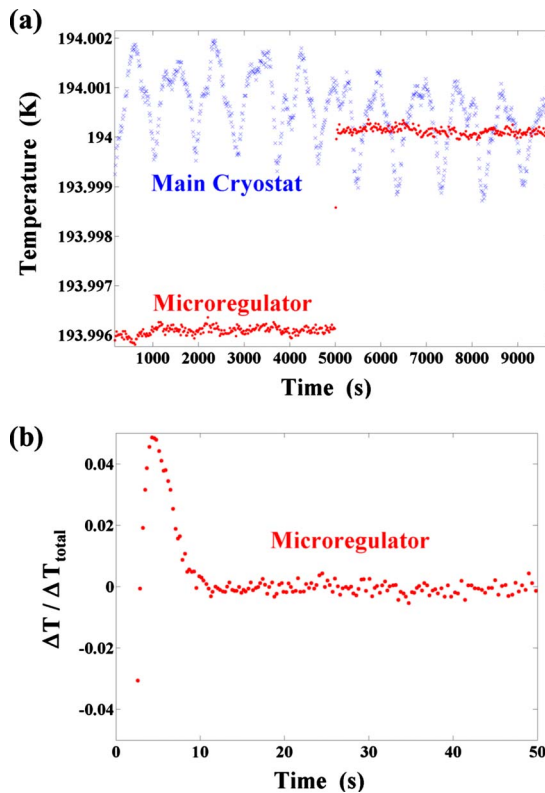 (a)
194.002
194.001
194
193.999
193.998
193.997
193.996
Temperature (K)
Main Cryostat
Microregulator
1000 2000 3000 4000 5000 6000 7000 8000 9000
Time (s)
(b)
0.04
0.02
0
-0.02
-0.04
ΔT / ΔT_total
Microregulator
0 10 20 30 40 50
Time (s)